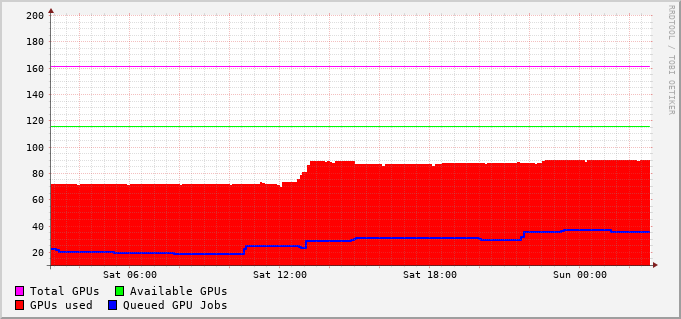 RRDTOOL / TOBI OETIKER
200
180
160
140
120
100
80
60
40
20
Sat 06:00 Sat 12:00 Sat 18:00 Sun 00:00
Total GPUs Available GPUs
GPUs used Queued GPU Jobs